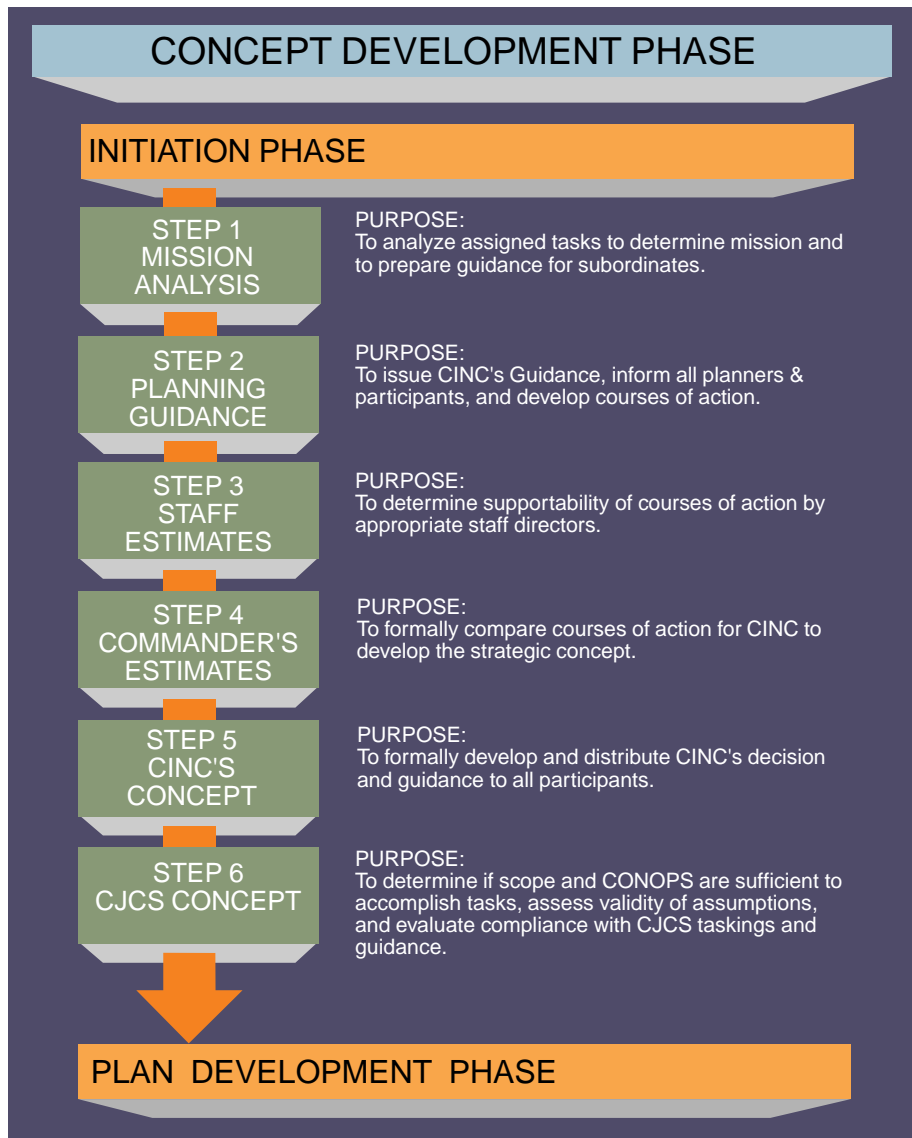 CONCEPT DEVELOPMENT PHASE
INITIATION PHASE
STEP 1
MISSION
ANALYSIS
PURPOSE:
To analyze assigned tasks to determine mission and
to prepare guidance for subordinates.
STEP 2
PLANNING
GUIDANCE
PURPOSE:
To issue CINC's Guidance, inform all planners &
participants, and develop courses of action.
STEP 3
STAFF
ESTIMATES
PURPOSE:
To determine supportability of courses of action by
appropriate staff directors.
STEP 4
COMMANDER'S
ESTIMATES
PURPOSE:
To formally compare courses of action for CINC to
develop the strategic concept.
STEP 5
CINC'S
CONCEPT
PURPOSE:
To formally develop and distribute CINC's decision
and guidance to all participants.
STEP 6
CJCS CONCEPT
PURPOSE:
To determine if scope and CONOPS are sufficient to
accomplish tasks, assess validity of assumptions,
and evaluate compliance with CJCS taskings and
guidance.
PLAN DEVELOPMENT PHASE